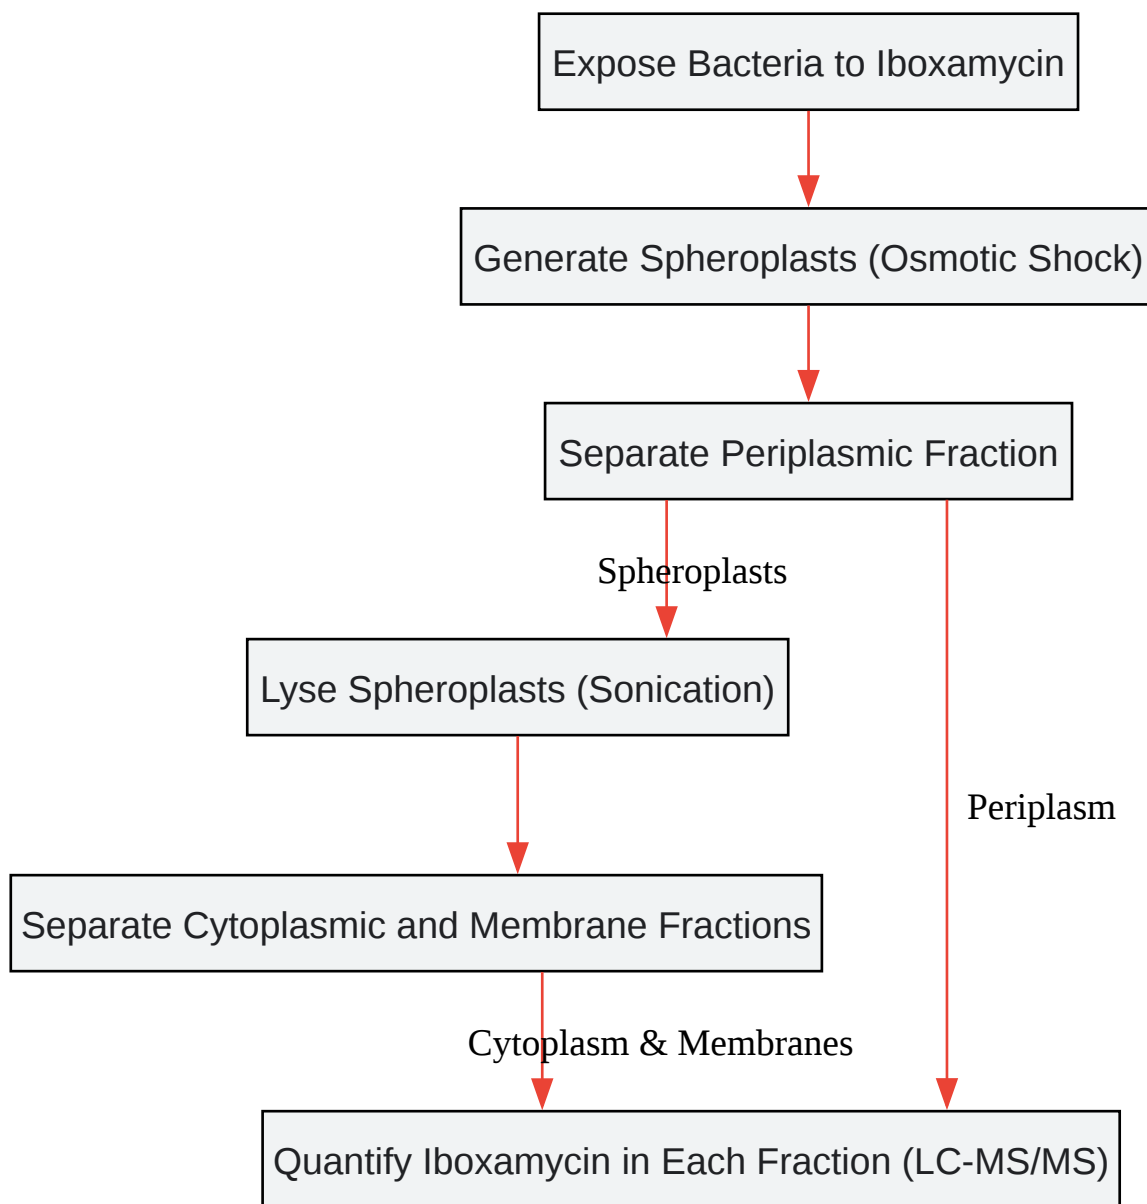 Expose Bacteria to Iboxamycin
Generate Spheroplasts (Osmotic Shock)
Separate Periplasmic Fraction
Spheroplasts
Lyse Spheroplasts (Sonication)
Periplasm
Separate Cytoplasmic and Membrane Fractions
Cytoplasm & Membranes
Quantify Iboxamycin in Each Fraction (LC-MS/MS)